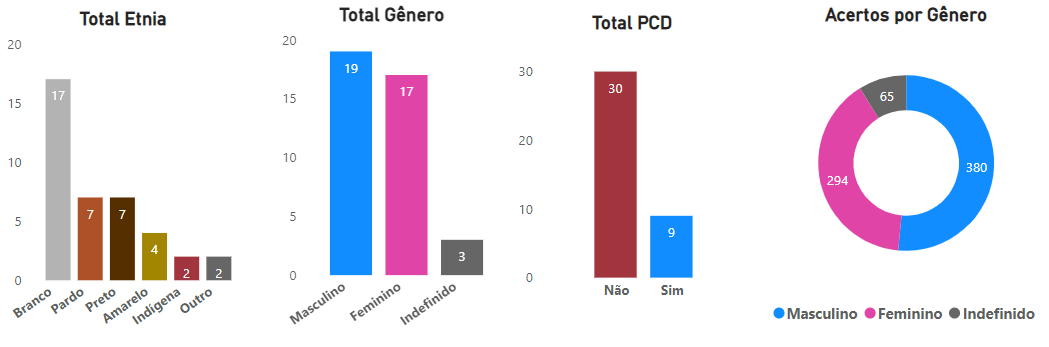 Total Etnia
20
15
10
5
0
17
7
7
4
2
2
Branco
Pardo
Preto
Amarelo
Indígena
Outro
Total Gênero
20
15
10
5
0
19
17
3
Masculino
Feminino
Indefinido
Total PCD
30
20
10
0
30
9
Não
Sim
Acertos por Gênero
65
294
380
Masculino Feminino Indefinido